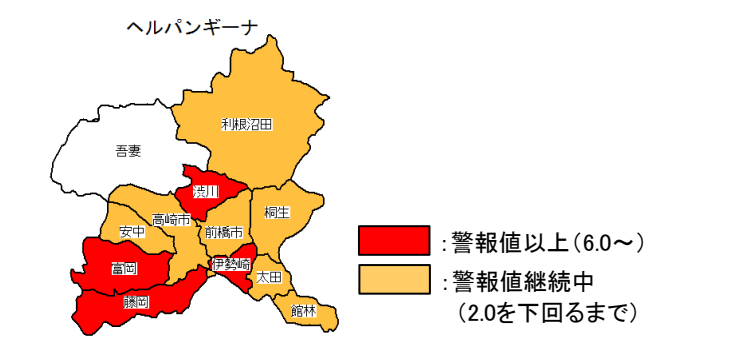 ヘルパンギーナ
利根沼田
吾妻
渋川
桐生
高崎市
安中
前橋市
伊勢崎
富岡
太田
藤岡
館林
：警報値以上（6.0～）
：警報値継続中
（2.0を下回るまで）